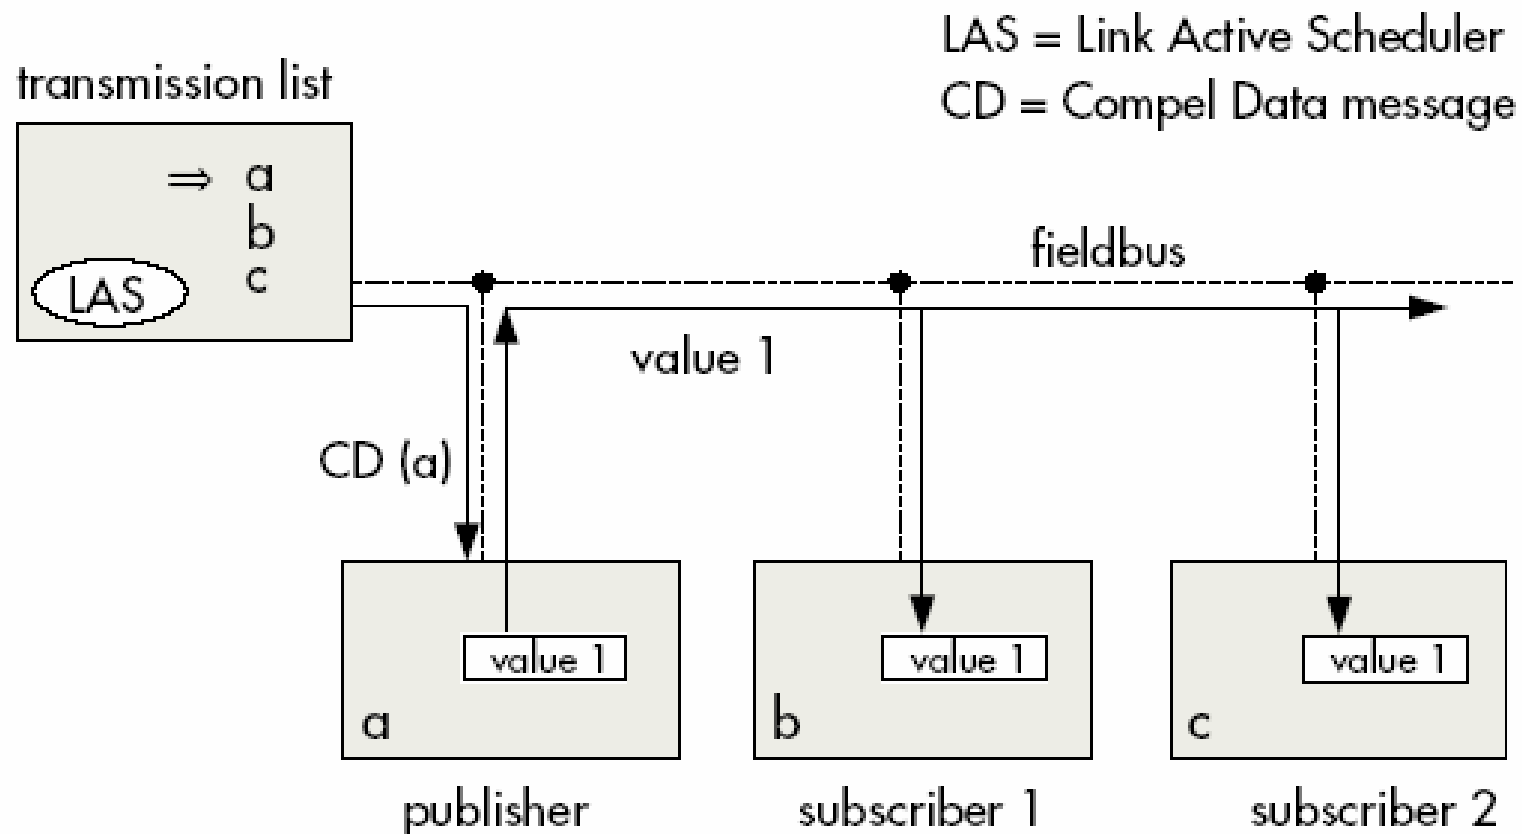 LAS = Link Active Scheduler
CD = Compel Data message
transmission list
⇒ a
b
c
LAS
fieldbus
value 1
CD (a)
value 1
value 1
value 1
a
b
c
publisher
subscriber 1
subscriber 2